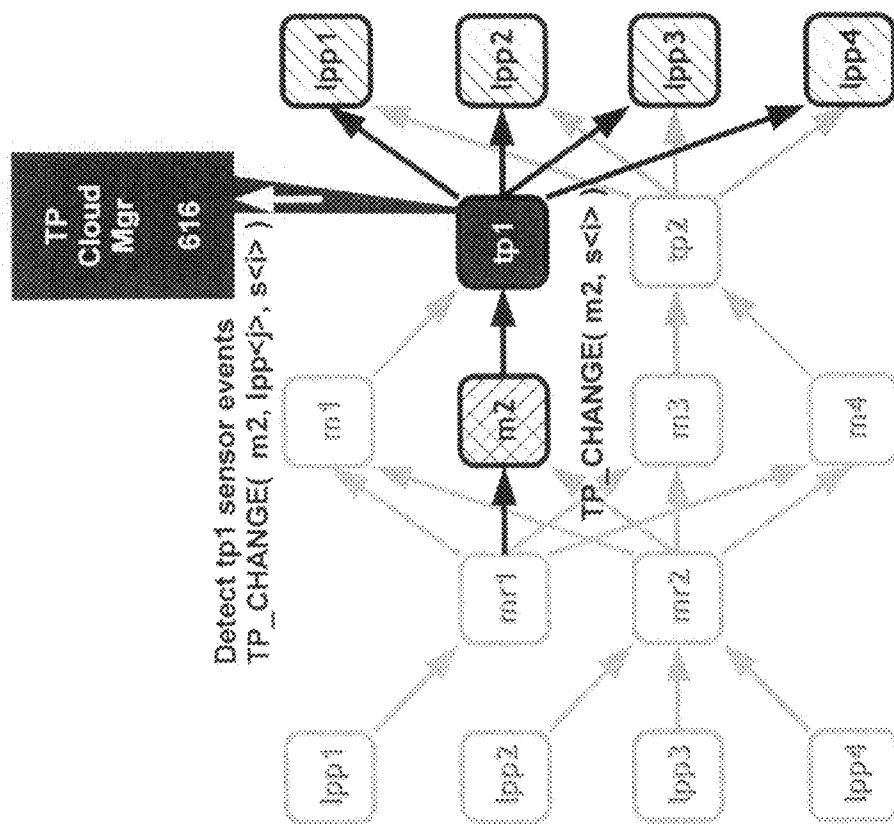 TP
Cloud
Mgr
616
Detect tp1 sensor events
TP_CHANGE( m2, lpp<j>, s<i> )
lpp1
mr1
m1
m2
tp1
lpp1
lpp2
lpp2
TP_CHANGE( m2, s<i> )
lpp3
mr2
m3
tp2
lpp3
lpp4
m4
lpp4